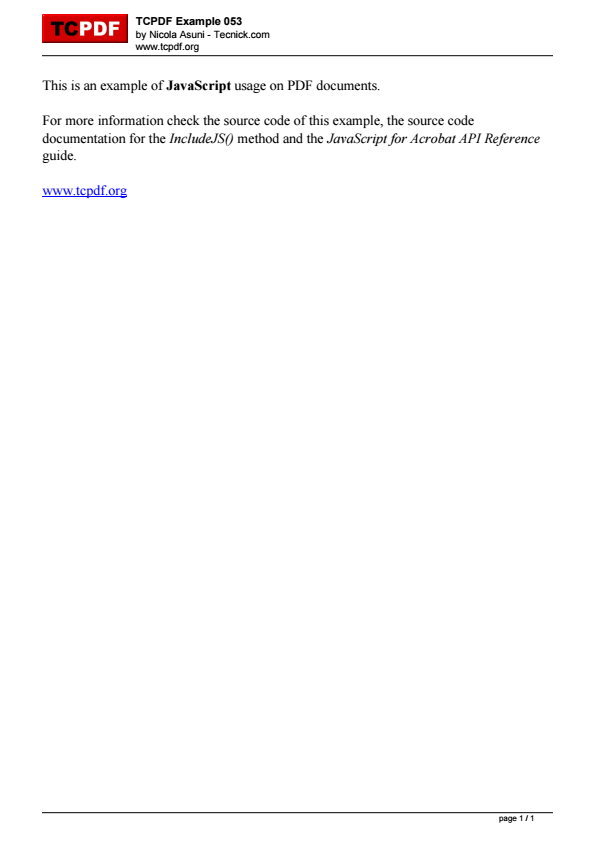 TCPDF
TCPDF Example 053
by Nicola Asuni - Tecnick.com
www.tcpdf.org
This is an example of JavaScript usage on PDF documents.
For more information check the source code of this example, the source code
documentation for the IncludeJS() method and the JavaScript for Acrobat API Reference
guide.
www.tcpdf.org
page 1 / 1